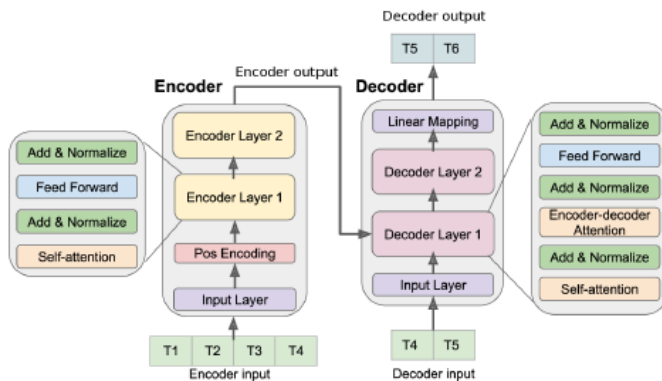 Decoder output
T5 T6
Encoder output
Encoder
Decoder
Encoder Layer 2
Encoder Layer 1
Pos Encoding
Input Layer
T1 T2 T3 T4
Encoder input
Add & Normalize
Feed Forward
Add & Normalize
Self-attention
Linear Mapping
Decoder Layer 2
Decoder Layer 1
Input Layer
T4 T5
Decoder input
Add & Normalize
Feed Forward
Add & Normalize
Encoder-decoder
Attention
Add & Normalize
Self-attention